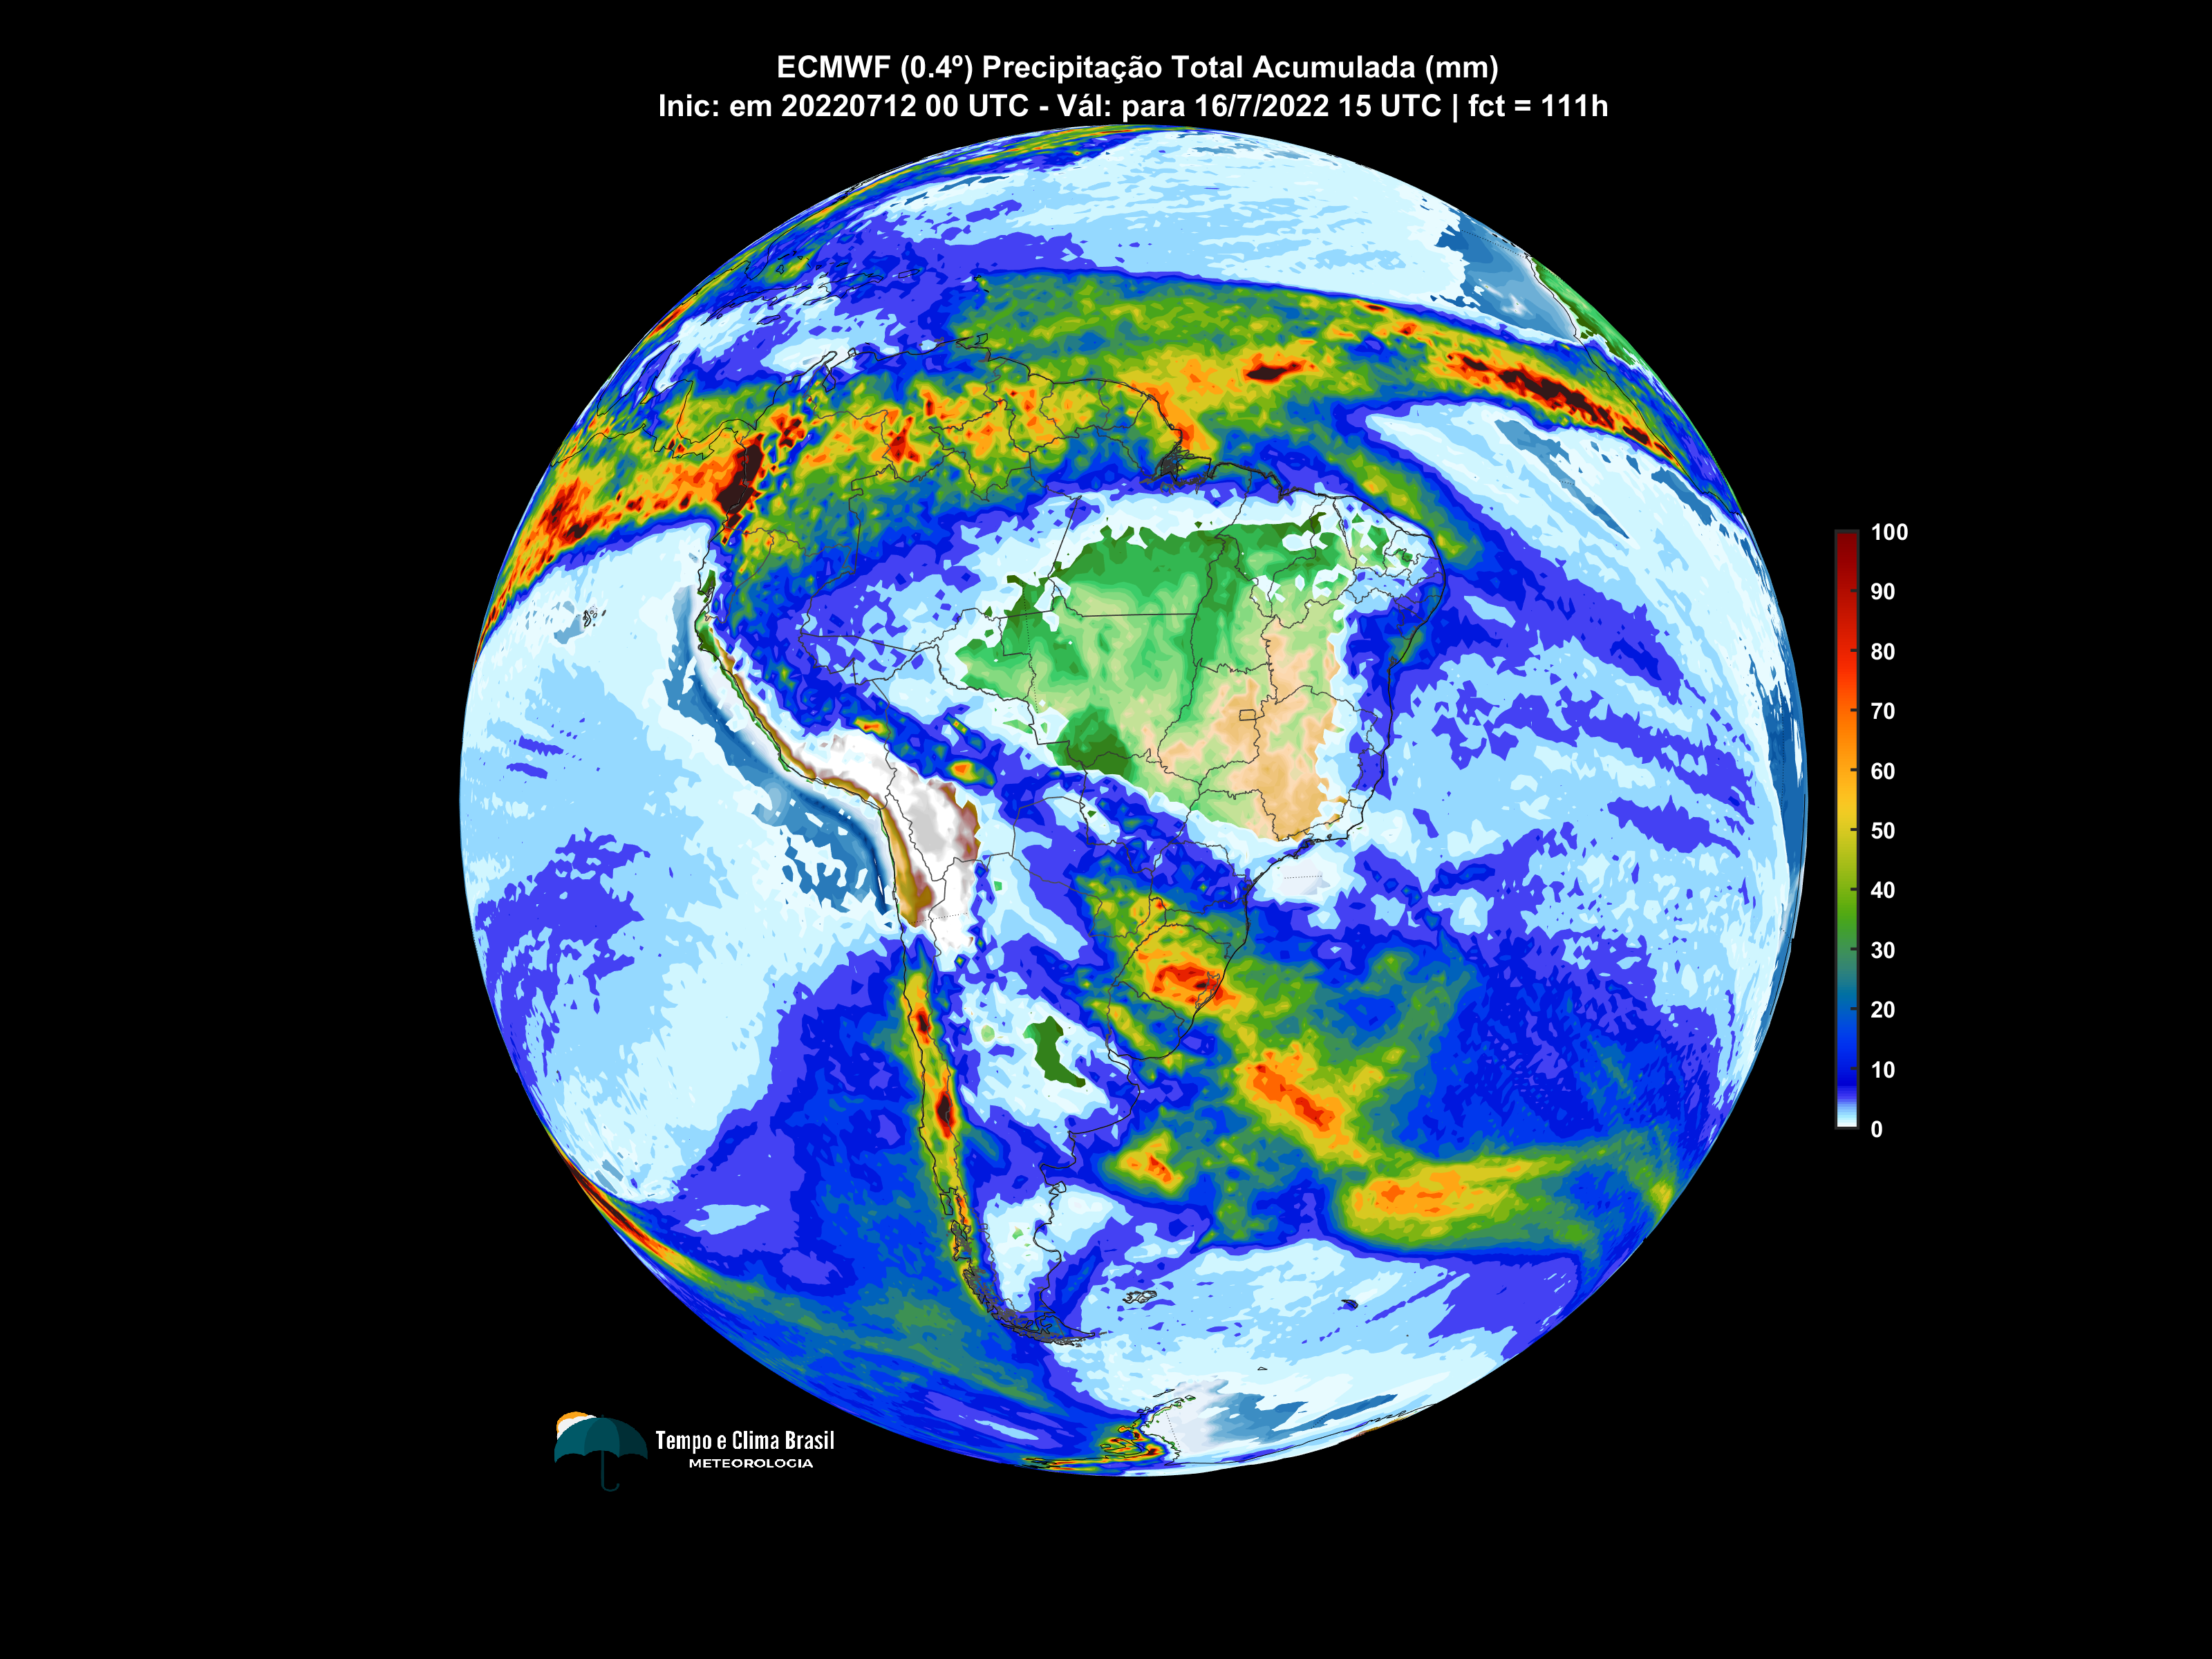 ECMWF (0.4º) Precipitação Total Acumulada (mm)
Inic: em 20220712 00 UTC - Vál: para 16/7/2022 15 UTC | fct = 111h
100
90
80
70
60
50
40
30
20
10
0
Tempo e Clima Brasil
METEOROLOGIA